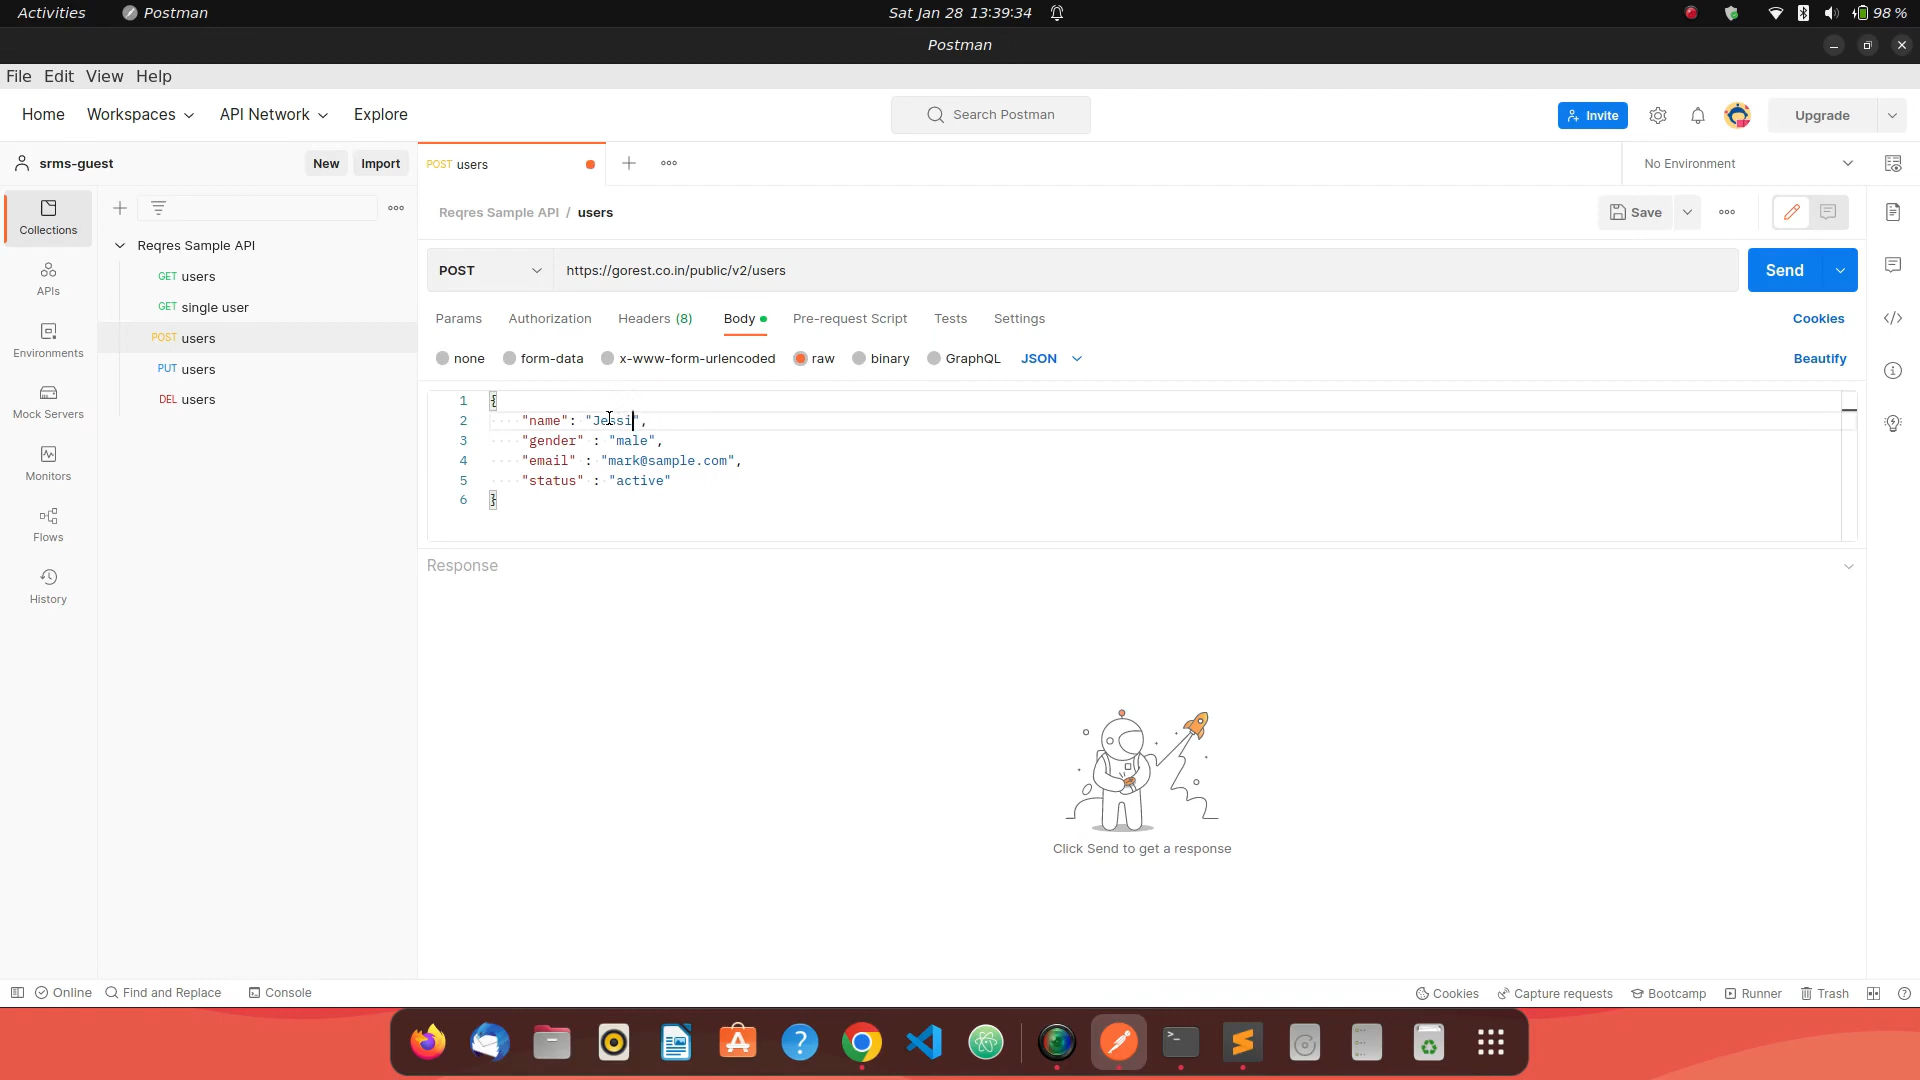 Activities Postman Sat Jan 28 13:39:34 98 %
Postman
File Edit View Help
Home Workspaces API Network Explore Search Postman Invite Upgrade
srms-guest New Import POST users No Environment
Reqres Sample API / users Save
Collections
Reqres Sample API
GET users
GET single user
POST users
PUT users
DEL users
APIs
Environments
Mock Servers
Monitors
Flows
History
POST https://gorest.co.in/public/v2/users Send
Params Authorization Headers (8) Body Pre-request Script Tests Settings Cookies
none form-data x-www-form-urlencoded raw binary GraphQL JSON Beautify
1 {
2 "name": "Jessi",
3 "gender" : "male",
4 "email" : "mark@sample.com",
5 "status" : "active"
6 }
Response
Click Send to get a response
Online Find and Replace Console Cookies Capture requests Bootcamp Runner Trash